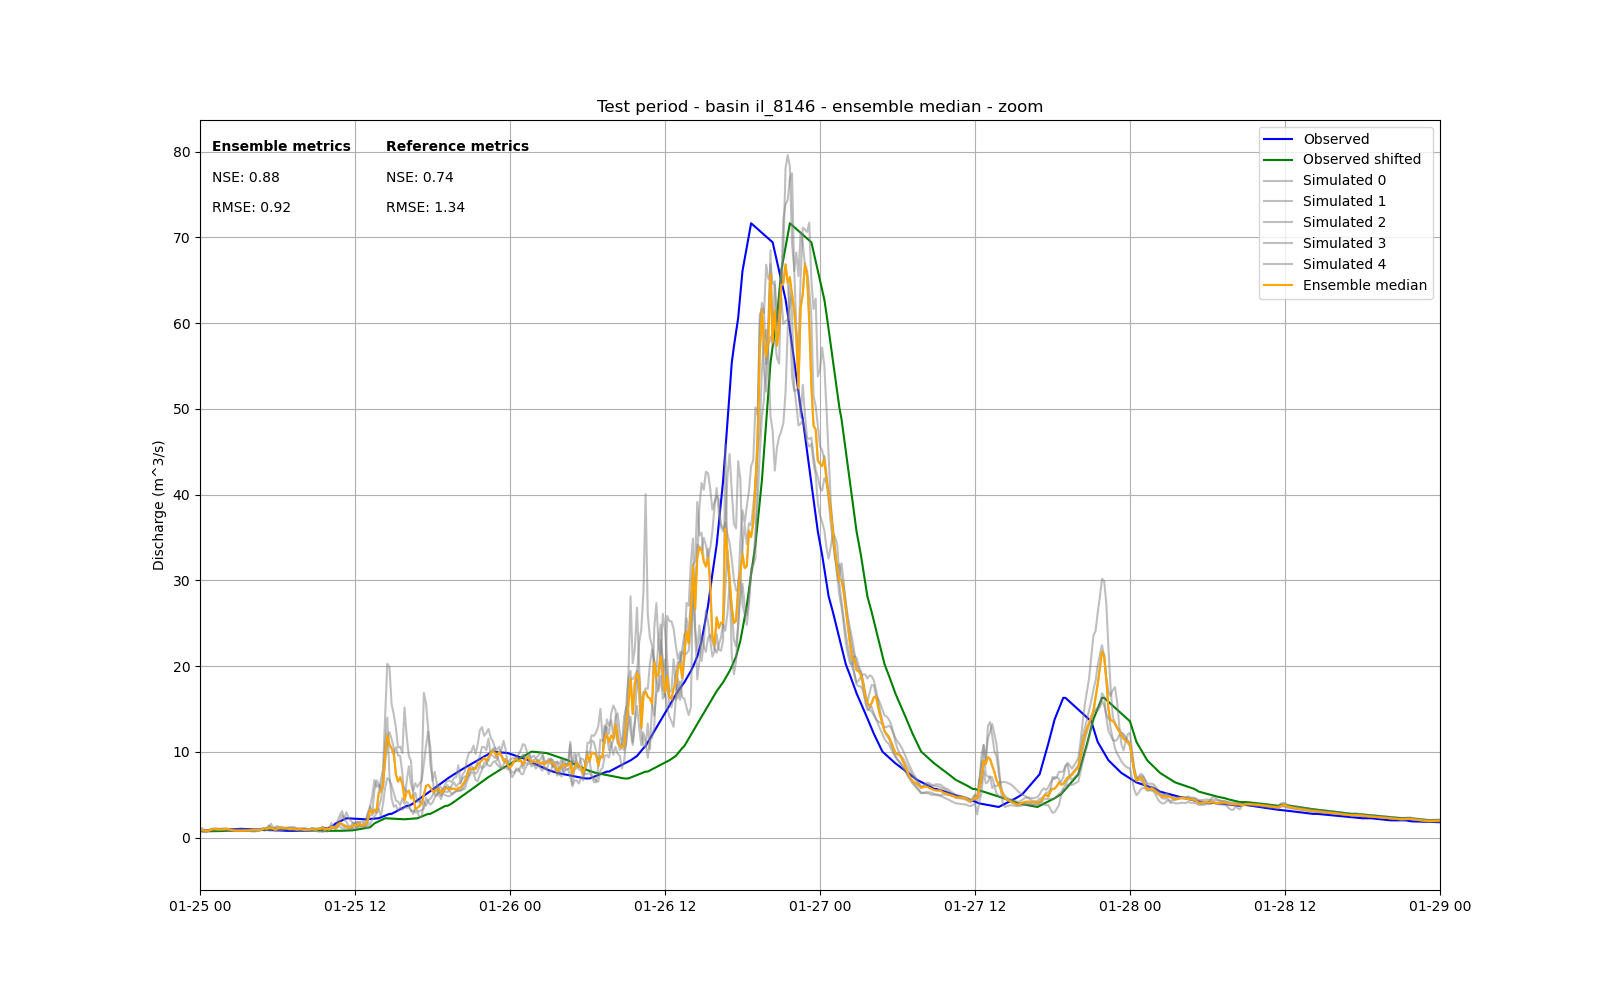 Test period - basin il_8146 - ensemble median - zoom
Ensemble metrics Reference metrics
NSE: 0.88 NSE: 0.74
RMSE: 0.92 RMSE: 1.34
Observed
Observed shifted
Simulated 0
Simulated 1
Simulated 2
Simulated 3
Simulated 4
Ensemble median
Discharge (m^3/s)
80
70
60
50
40
30
20
10
0
01-25 00 01-25 12 01-26 00 01-26 12 01-27 00 01-27 12 01-28 00 01-28 12 01-29 00